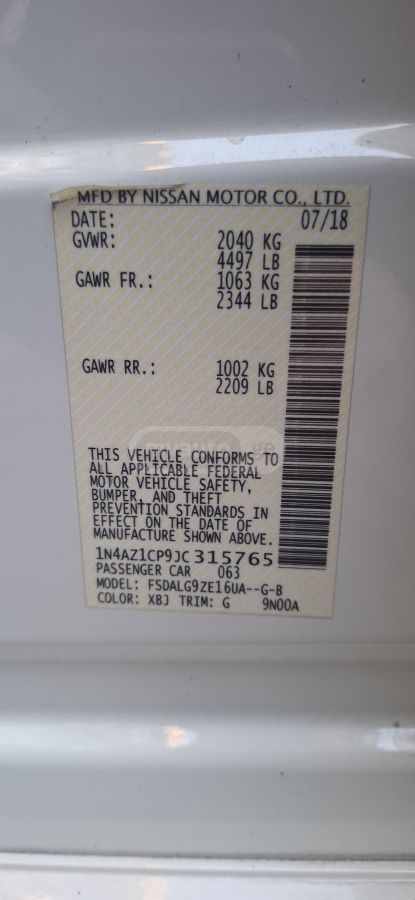 MFD BY NISSAN MOTOR CO., LTD.
DATE: 07/18
GVWR: 2040 KG
4497 LB
GAWR FR.: 1063 KG
2344 LB
GAWR RR.: 1002 KG
2209 LB
THIS VEHICLE CONFORMS TO
ALL APPLICABLE FEDERAL
MOTOR VEHICLE SAFETY,
BUMPER, AND THEFT
PREVENTION STANDARDS IN
EFFECT ON THE DATE OF
MANUFACTURE SHOWN ABOVE.
1N4AZ1CP9JC315765
PASSENGER CAR 063
MODEL: FSDALG9ZE16UA--G-B
COLOR: XBJ TRIM: G 9N00A
myauto.ge